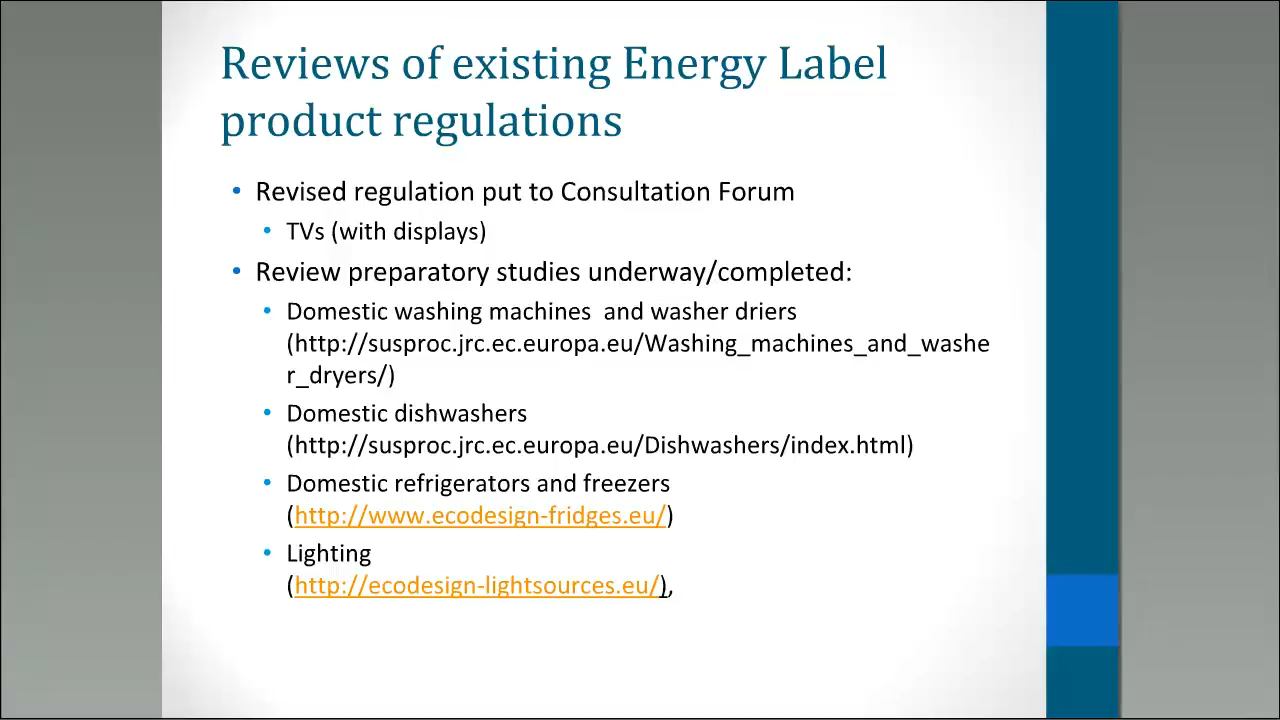 Reviews of existing Energy Label
product regulations
• Revised regulation put to Consultation Forum
• TVs (with displays)
• Review preparatory studies underway/completed:
• Domestic washing machines  and washer driers
(http://susproc.jrc.ec.europa.eu/Washing_machines_and_washe
r_dryers/)
• Domestic dishwashers
(http://susproc.jrc.ec.europa.eu/Dishwashers/index.html)
• Domestic refrigerators and freezers
(http://www.ecodesign-fridges.eu/)
• Lighting
(http://ecodesign-lightsources.eu/),